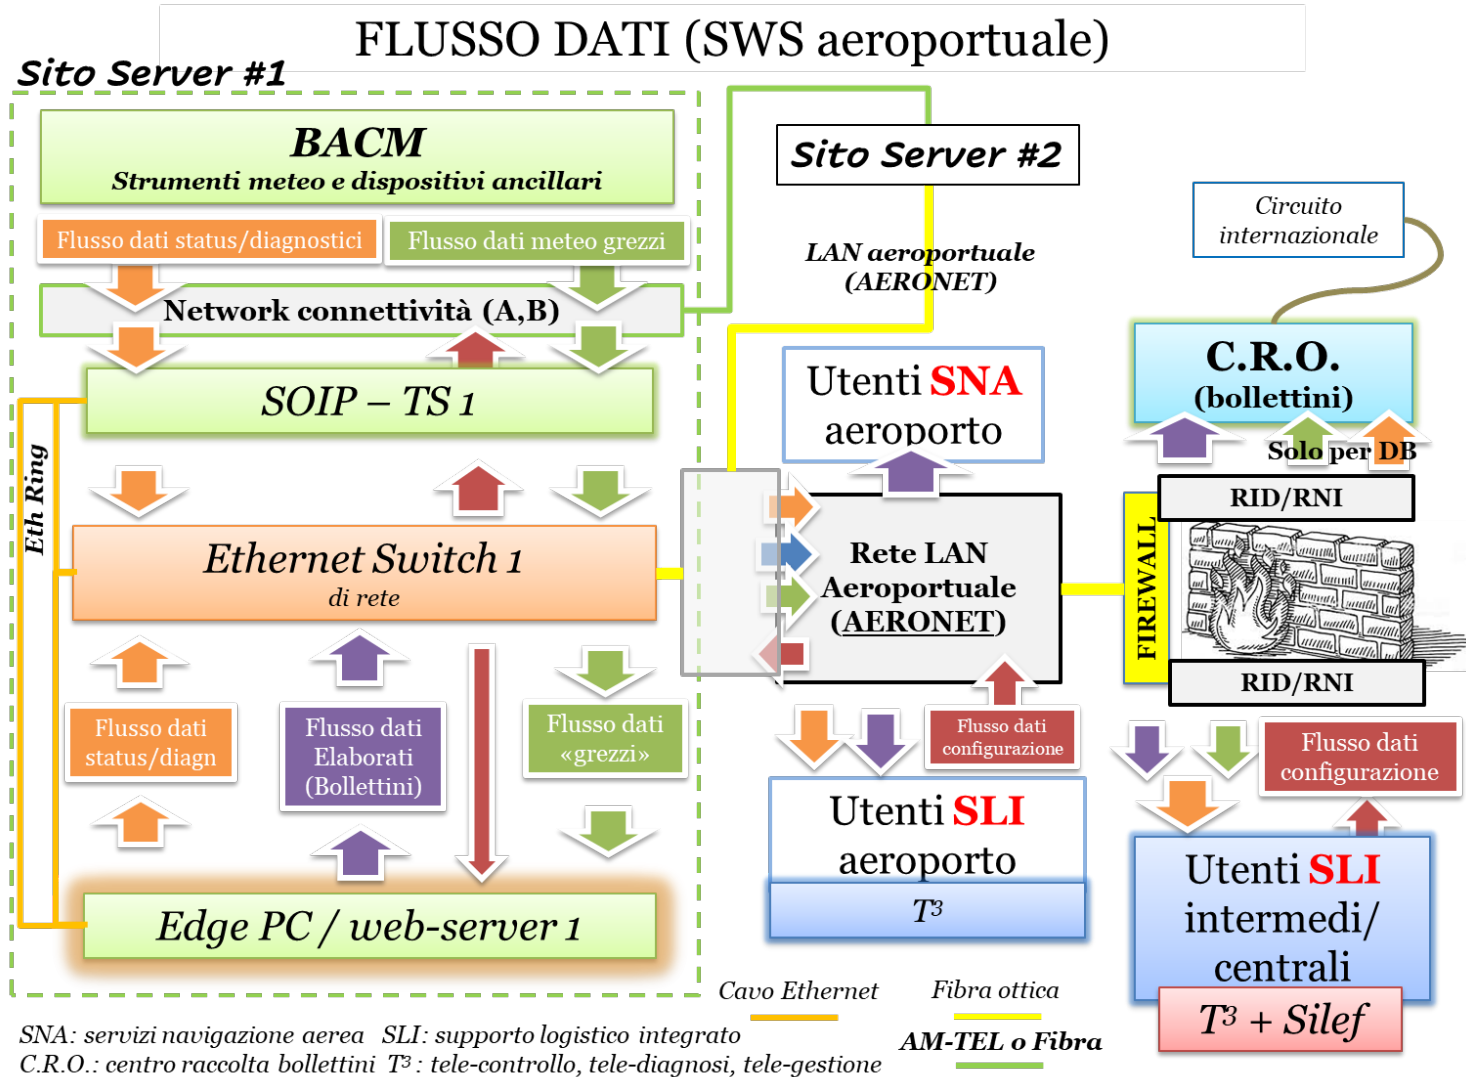 FLUSSO DATI (SWS aeroportuale)
Sito Server #1
BACM
Strumenti meteo e dispositivi ancillari
Flusso dati status/diagnostici
Flusso dati meteo grezzi
Network connettività (A,B)
SOIP – TS 1
Eth Ring
Ethernet Switch 1
di rete
Flusso dati
status/diagn
Flusso dati
Elaborati
(Bollettini)
Flusso dati
«grezzi»
Edge PC / web-server 1
Sito Server #2
LAN aeroportuale
(AERONET)
Utenti SNA
aeroporto
Rete LAN
Aeroportuale
(AERONET)
Flusso dati
configurazione
Utenti SLI
aeroporto
T³
Circuito
internazionale
C.R.O.
(bollettini)
Solo per DB
RID/RNI
FIREWALL
RID/RNI
Flusso dati
configurazione
Utenti SLI
intermedi/
centrali
T³ + Silef
Cavo Ethernet
Fibra ottica
AM-TEL o Fibra
SNA: servizi navigazione aerea SLI: supporto logistico integrato
C.R.O.: centro raccolta bollettini T³ : tele-controllo, tele-diagnosi, tele-gestione